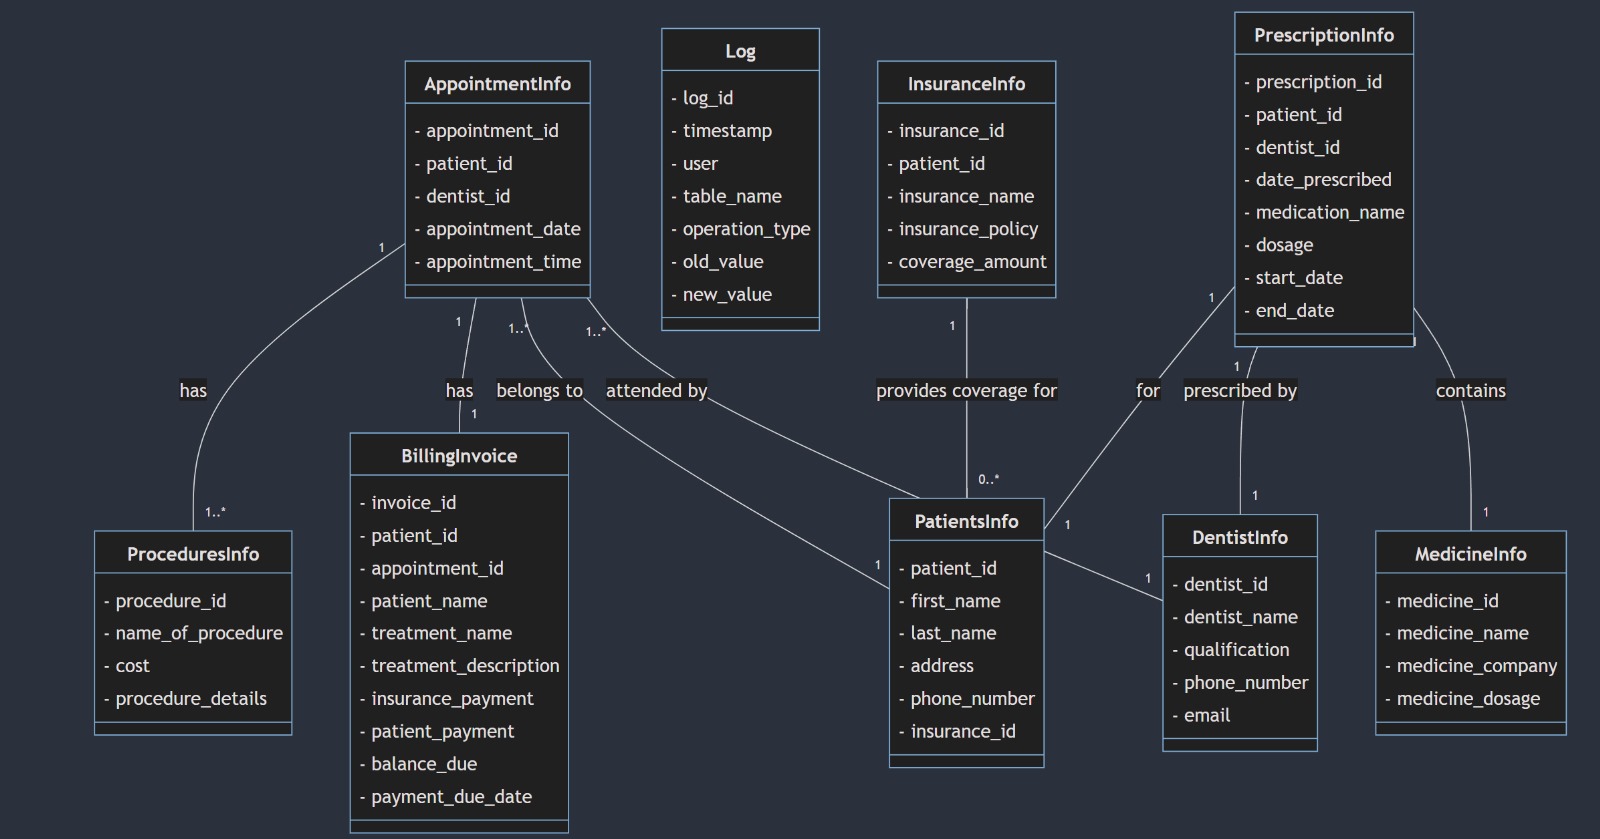 AppointmentInfo
- appointment_id
- patient_id
- dentist_id
- appointment_date
- appointment_time
Log
- log_id
- timestamp
- user
- table_name
- operation_type
- old_value
- new_value
InsuranceInfo
- insurance_id
- patient_id
- insurance_name
- insurance_policy
- coverage_amount
PrescriptionInfo
- prescription_id
- patient_id
- dentist_id
- date_prescribed
- medication_name
- dosage
- start_date
- end_date
1
1
1..*
1..*
1
1
1
1
has
has
belongs to
attended by
provides coverage for
for
prescribed by
contains
1..*
1
1
0..*
1
1
1
1
ProceduresInfo
- procedure_id
- name_of_procedure
- cost
- procedure_details
BillingInvoice
- invoice_id
- patient_id
- appointment_id
- patient_name
- treatment_name
- treatment_description
- insurance_payment
- patient_payment
- balance_due
- payment_due_date
PatientsInfo
- patient_id
- first_name
- last_name
- address
- phone_number
- insurance_id
DentistInfo
- dentist_id
- dentist_name
- qualification
- phone_number
- email
MedicineInfo
- medicine_id
- medicine_name
- medicine_company
- medicine_dosage